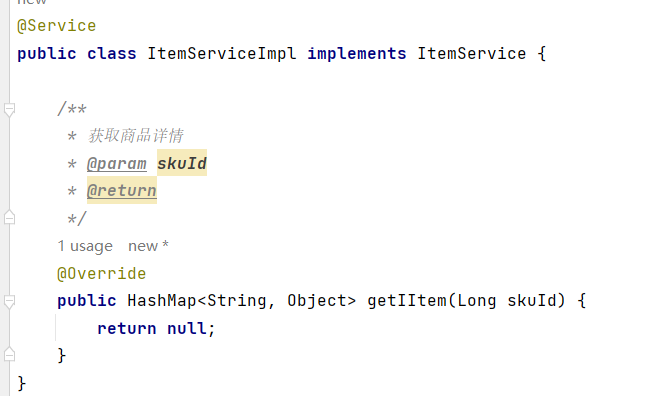 new
@Service
public class ItemServiceImpl implements ItemService {
/**
* 获取商品详情
* @param skuId
* @return
*/
1 usage new *
@Override
public HashMap<String, Object> getIItem(Long skuId) {
return null;
}
}